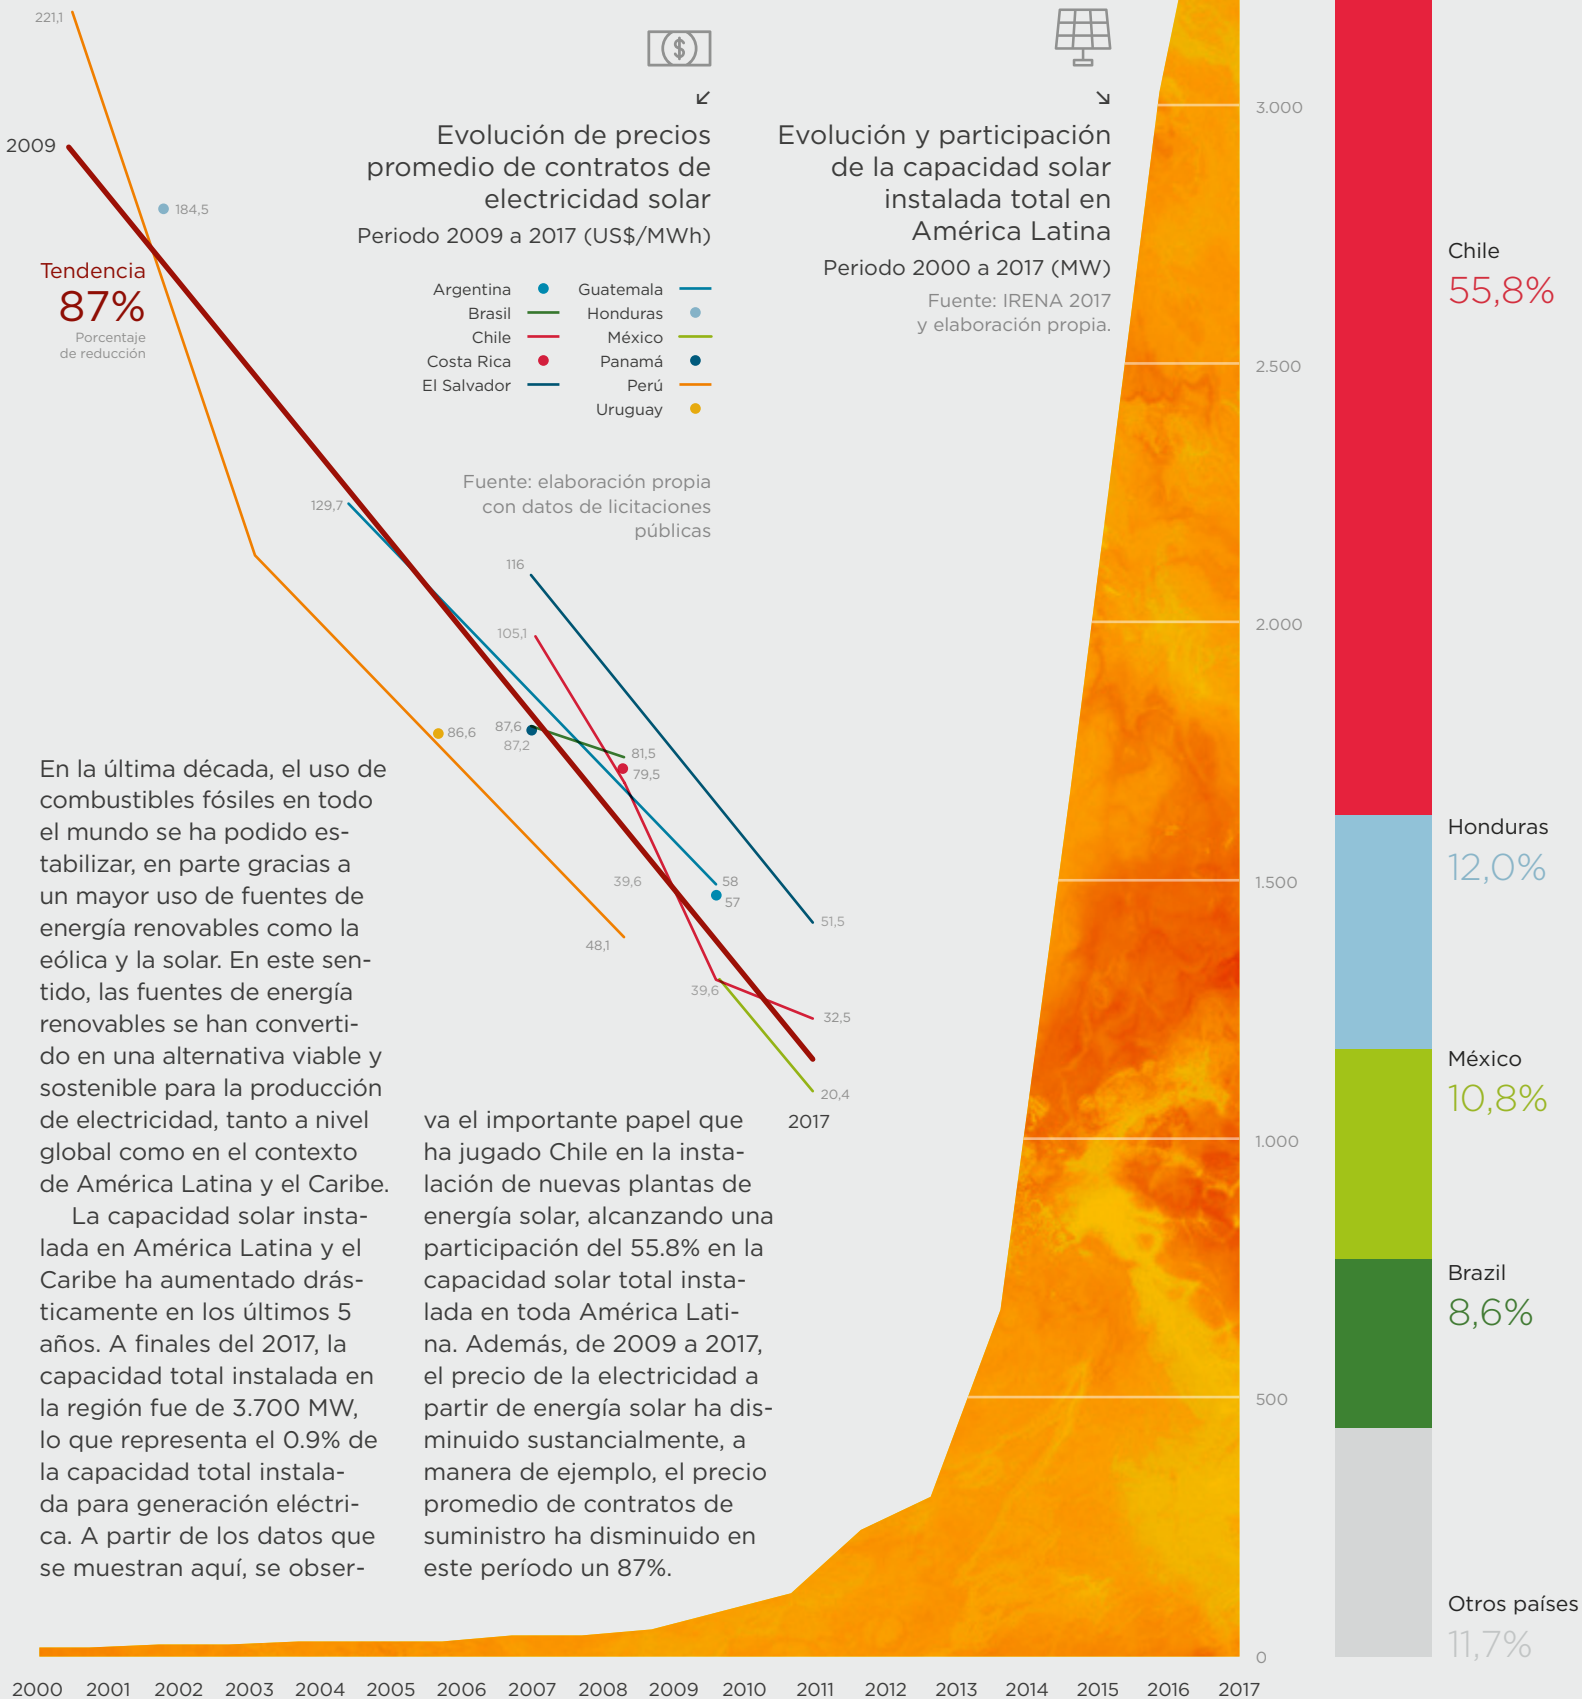 221,1
2009
184,5
Tendencia
87%
Porcentaje
de reducción
$
Evolución de precios
promedio de contratos de
electricidad solar
Periodo 2009 a 2017 (US$/MWh)
Argentina
Brasil
Chile
Costa Rica
El Salvador
Guatemala
Honduras
México
Panamá
Perú
Uruguay
Fuente: elaboración propia
con datos de licitaciones
públicas
129,7
116
105,1
87,6
87,2
86,6
81,5
79,5
39,6
58
57
48,1
51,5
39,6
32,5
20,4
2017
En la última década, el uso de
combustibles fósiles en todo
el mundo se ha podido es-
tabilizar, en parte gracias a
un mayor uso de fuentes de
energía renovables como la
eólica y la solar. En este sen-
tido, las fuentes de energía
renovables se han converti-
do en una alternativa viable y
sostenible para la producción
de electricidad, tanto a nivel
global como en el contexto
de América Latina y el Caribe.
La capacidad solar insta-
lada en América Latina y el
Caribe ha aumentado drás-
ticamente en los últimos 5
años. A finales del 2017, la
capacidad total instalada en
la región fue de 3.700 MW,
lo que representa el 0.9% de
la capacidad total instala-
da para generación eléctri-
ca. A partir de los datos que
se muestran aquí, se obser-
va el importante papel que
ha jugado Chile en la insta-
lación de nuevas plantas de
energía solar, alcanzando una
participación del 55.8% en la
capacidad solar total insta-
lada en toda América Lati-
na. Además, de 2009 a 2017,
el precio de la electricidad a
partir de energía solar ha dis-
minuido sustancialmente, a
manera de ejemplo, el precio
promedio de contratos de
suministro ha disminuido en
este período un 87%.
Evolución y participación
de la capacidad solar
instalada total en
América Latina
Periodo 2000 a 2017 (MW)
Fuente: IRENA 2017
y elaboración propia.
3.000
2.500
2.000
1.500
1.000
500
0
2000 2001 2002 2003 2004 2005 2006 2007 2008 2009 2010 2011 2012 2013 2014 2015 2016 2017
Chile
55,8%
Honduras
12,0%
México
10,8%
Brazil
8,6%
Otros países
11,7%